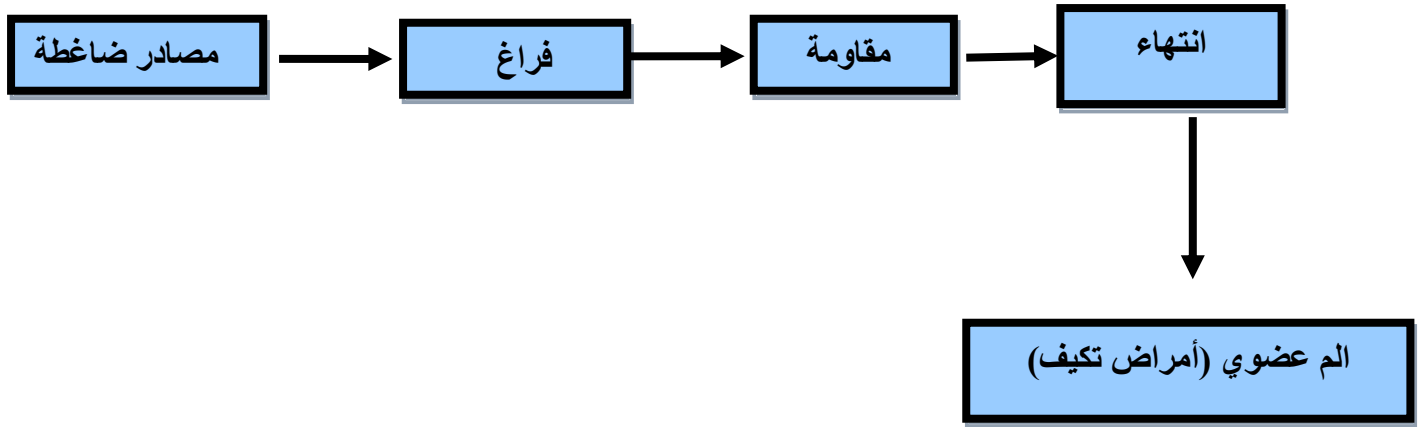 مصادر ضاغطة
فراغ
مقاومة
انتهاء
الم عضوي (أمراض تكيف)